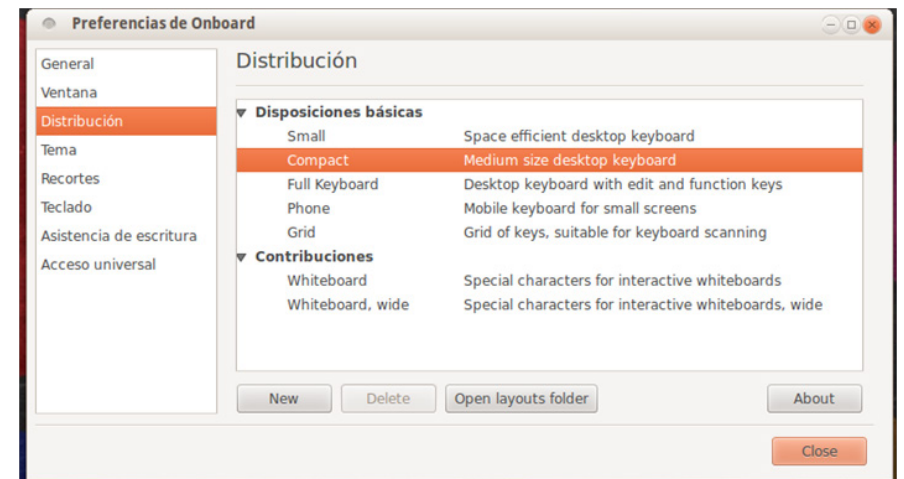 Preferencias de Onboard
General
Ventana
Distribución
Tema
Recortes
Teclado
Asistencia de escritura
Acceso universal
Distribución
Disposiciones básicas
Small Space efficient desktop keyboard
Compact Medium size desktop keyboard
Full Keyboard Desktop keyboard with edit and function keys
Phone Mobile keyboard for small screens
Grid Grid of keys, suitable for keyboard scanning
Contribuciones
Whiteboard Special characters for interactive whiteboards
Whiteboard, wide Special characters for interactive whiteboards, wide
New Delete Open layouts folder About
Close